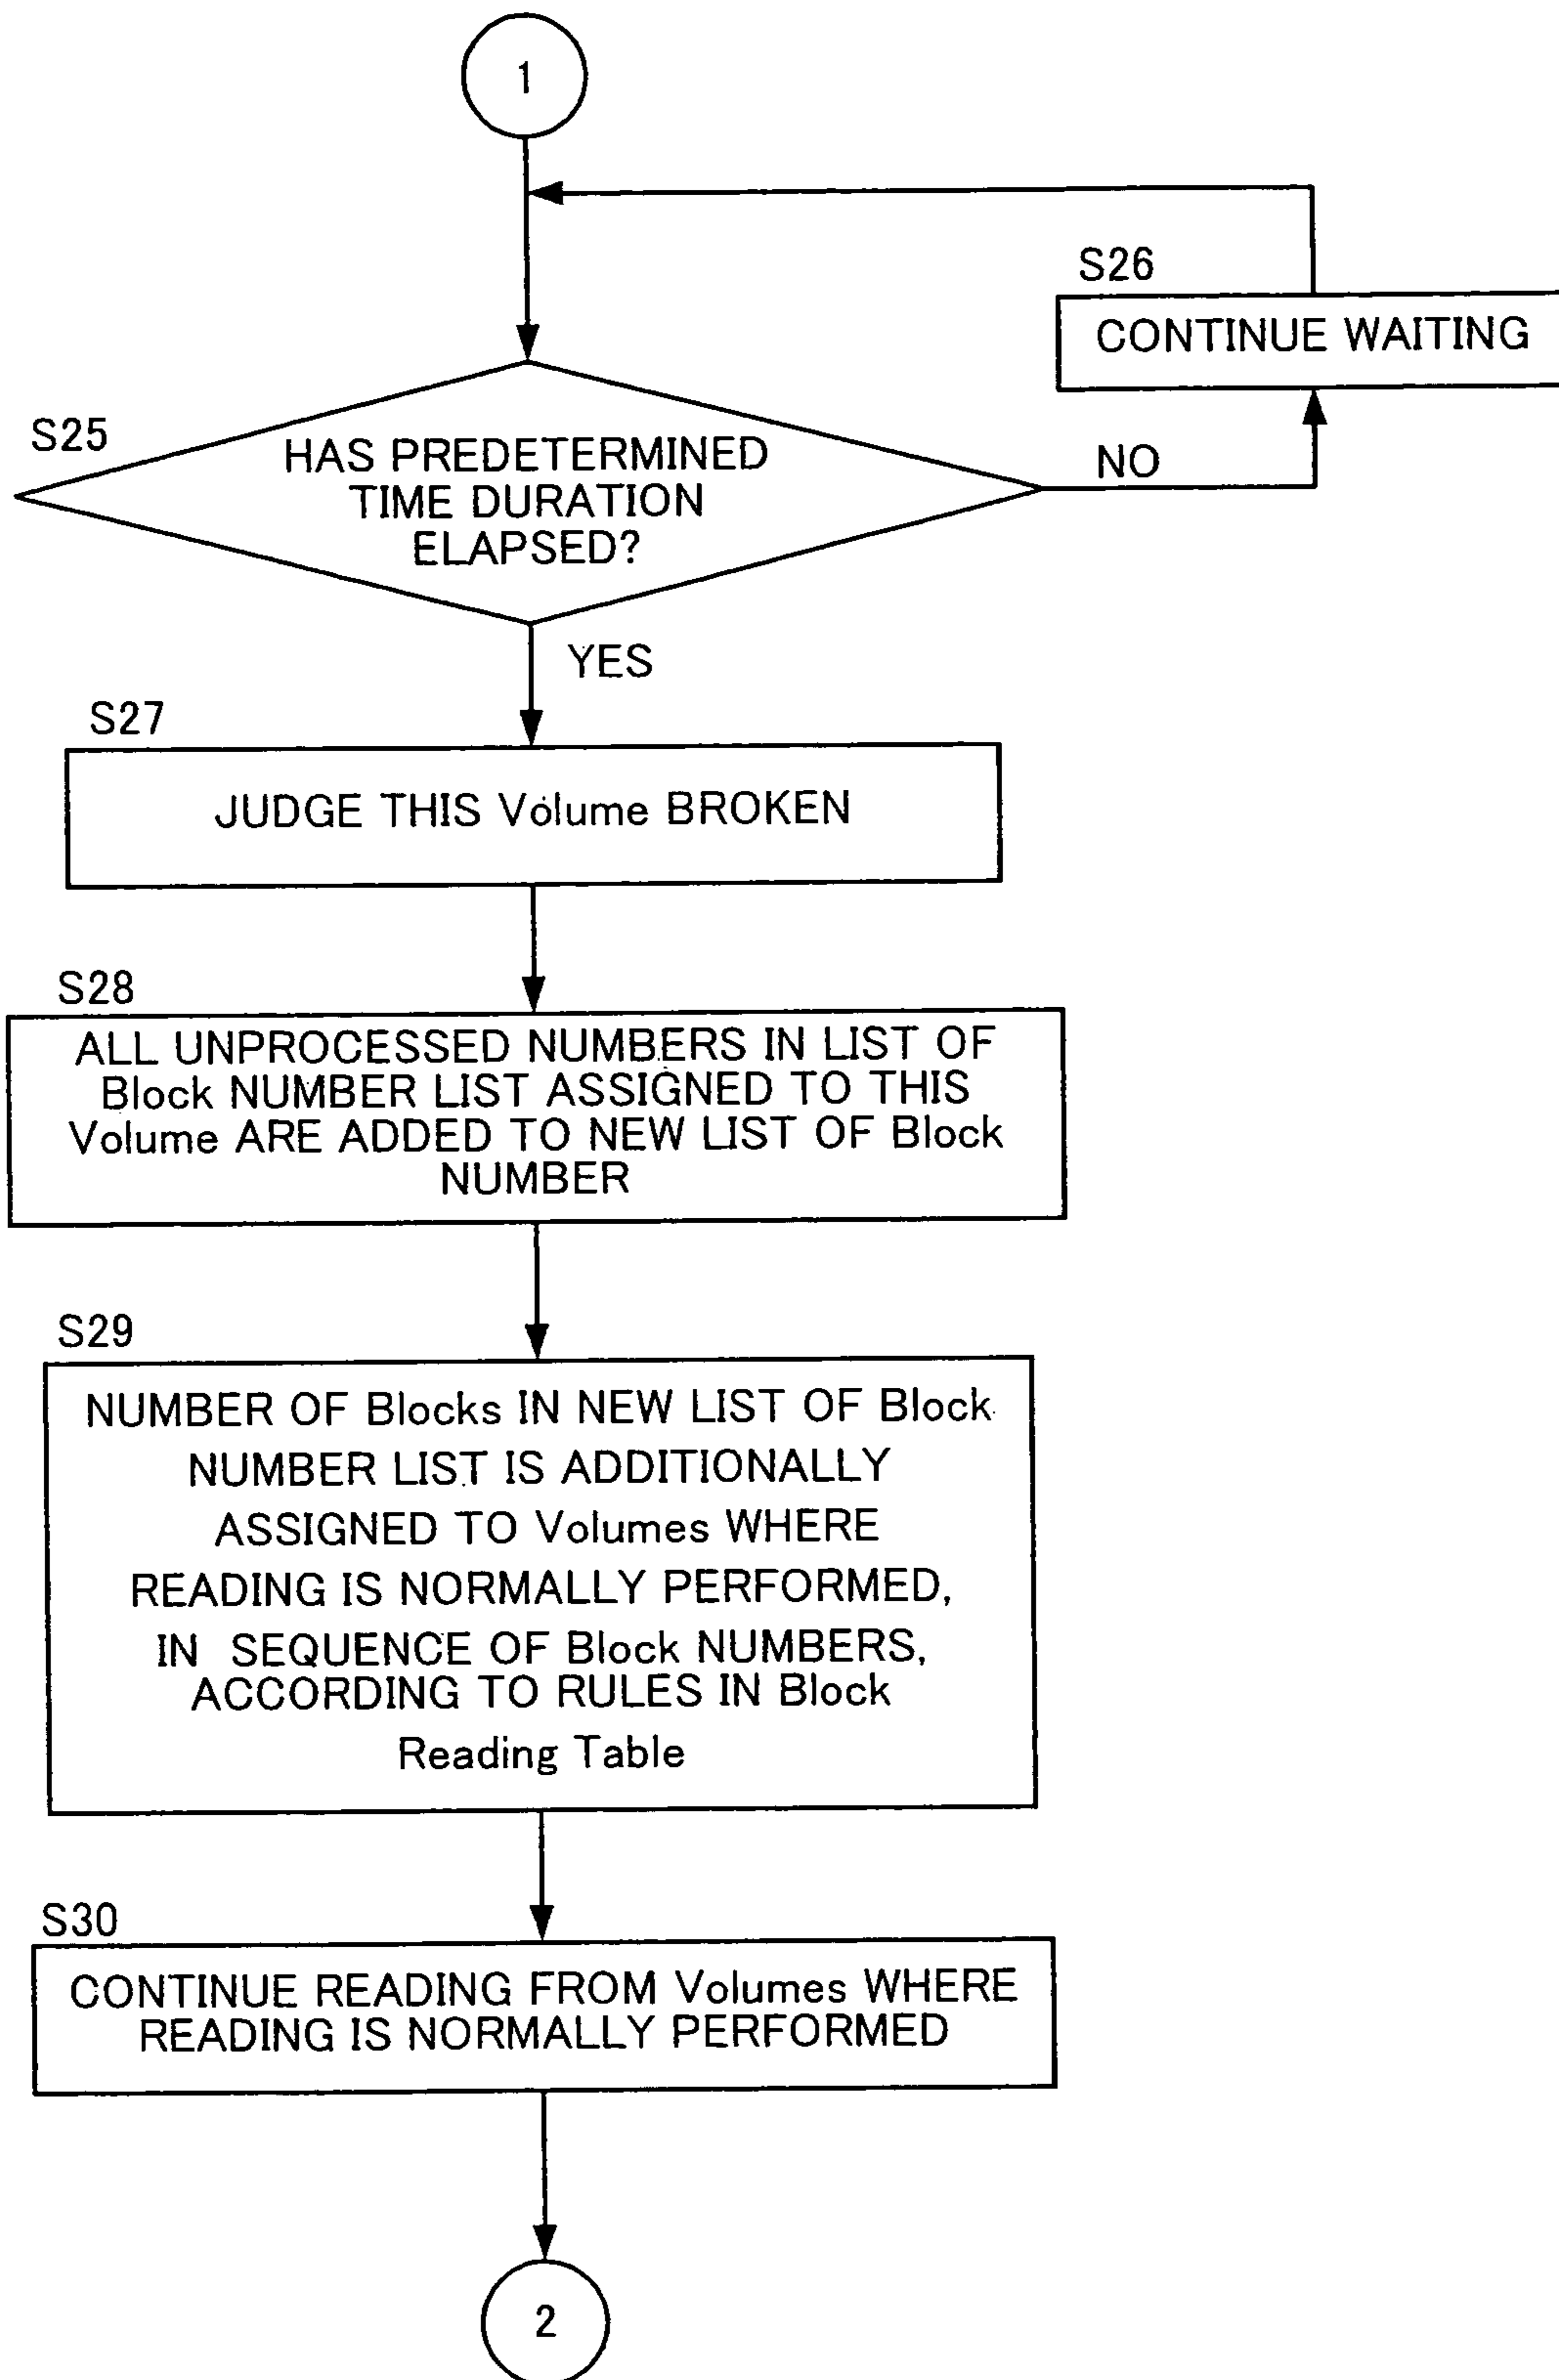 1
S26
CONTINUE WAITING
S25
HAS PREDETERMINED
TIME DURATION
ELAPSED?
NO
YES
S27
JUDGE THIS Volume BROKEN
S28
ALL UNPROCESSED NUMBERS IN LIST OF
Block NUMBER LIST ASSIGNED TO THIS
Volume ARE ADDED TO NEW LIST OF Block
NUMBER
S29
NUMBER OF Blocks IN NEW LIST OF Block
NUMBER LIST IS ADDITIONALLY
ASSIGNED TO Volumes WHERE
READING IS NORMALLY PERFORMED,
IN SEQUENCE OF Block NUMBERS,
ACCORDING TO RULES IN Block
Reading Table
S30
CONTINUE READING FROM Volumes WHERE
READING IS NORMALLY PERFORMED
2